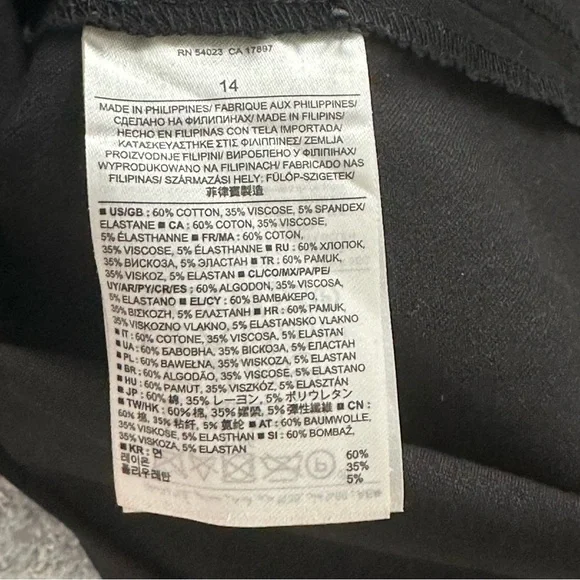 RN 54023 CA 17897
14
MADE IN PHILIPPINES/ FABRIQUE AUX PHILIPPINES/
СДЕЛАНО НА ФИЛИПИНАХ/ MADE IN FILIPINS/
HECHO EN FILIPINAS CON TELA IMPORTADA/
ΚΑΤΑΣΚΕΥΑΣΤΗΚΕ ΣΤΙΣ ΦΙΛΙΠΠΙΝΕΣ/ ZEMLJA
PROIZVODNJE FILIPINI/ ВИРОБЛЕНО У ФІЛІПІНАХ/
WYPRODUKOWANO NA FILIPINACH/ FABRICADO NAS
FILIPINAS/ SZÁRMAZÁSI HELY: FÜLÖP-SZIGETEK/
菲律賓製造
■ US/GB : 60% COTTON, 35% VISCOSE, 5% SPANDEX/
ELASTANE ■ CA : 60% COTON, 35% VISCOSE,
5% ÉLASTHANNE ■ FR/MA : 60% COTON,
35% VISCOSE, 5% ÉLASTHANNE ■ RU : 60% ХЛОПОК,
35% ВИСКОЗА, 5% ЭЛАСТАН ■ TR : 60% PAMUK,
35% VISKOZ, 5% ELASTAN ■ CL/CO/MX/PA/PE/
UY/AR/PY/CR/ES : 60% ALGODON, 35% VISCOSA,
5% ELASTANO ■ EL/CY : 60% ΒΑΜΒΑΚΕΡΟ,
35% ΒΙΣΚΟΖΗ, 5% ΕΛΑΣΤΑΝΗ ■ HR : 60% PAMUK,
35% VISKOZNO VLAKNO, 5% ELASTANSKO VLAKNO
■ IT : 60% COTONE, 35% VISCOSA, 5% ELASTAN
■ UA : 60% БАВОВНА, 35% ВІСКОЗА, 5% ЕЛАСТАН
■ PL : 60% BAWEŁNA, 35% WISKOZA, 5% ELASTAN
■ BR : 60% ALGODÃO, 35% VISCOSE, 5% ELASTANO
■ HU : 60% PAMUT, 35% VISZKÓZ, 5% ELASZTÁN
■ JP : 60% 綿, 35% レーヨン, 5% ポリウレタン
■ TW/HK : 60% 棉, 35% 嫘縈, 5% 彈性纖維 ■ CN :
60% 棉, 35% 粘纤, 5% 氨纶 ■ AT : 60% BAUMWOLLE,
35% VISKOSE, 5% ELASTHAN ■ SI : 60% BOMBAŽ,
35% VISKOZA, 5% ELASTAN
■ KR : 면 60%
레이온 35%
폴리우레탄 5%